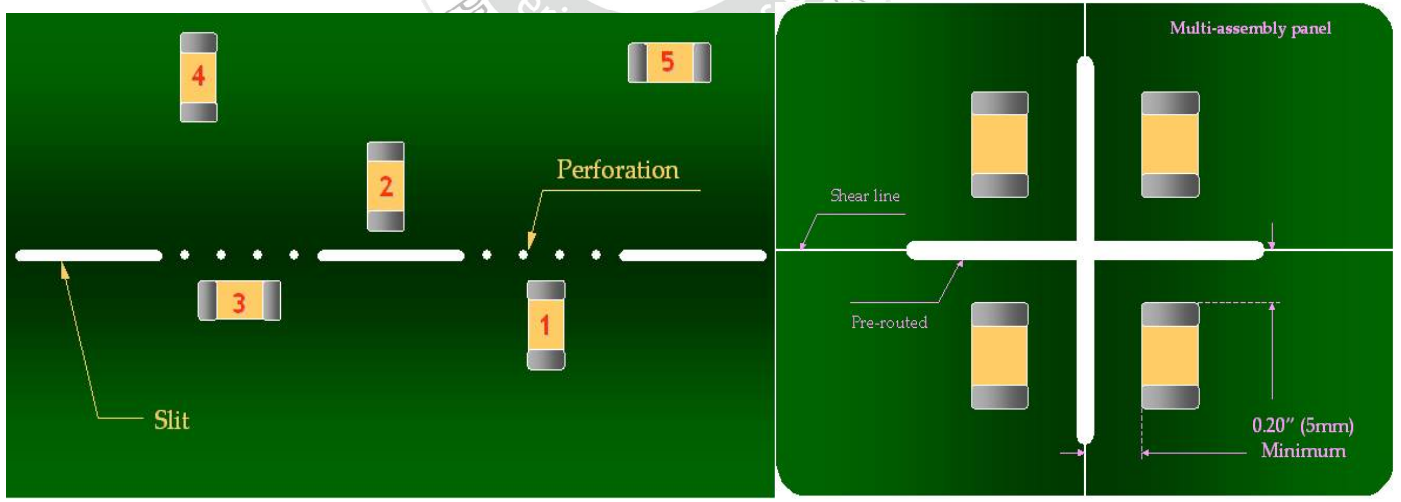 4
5
2
Perforation
3
1
Slit
Multi-assembly panel
Shear line
Pre-routed
0.20″ (5mm)
Minimum